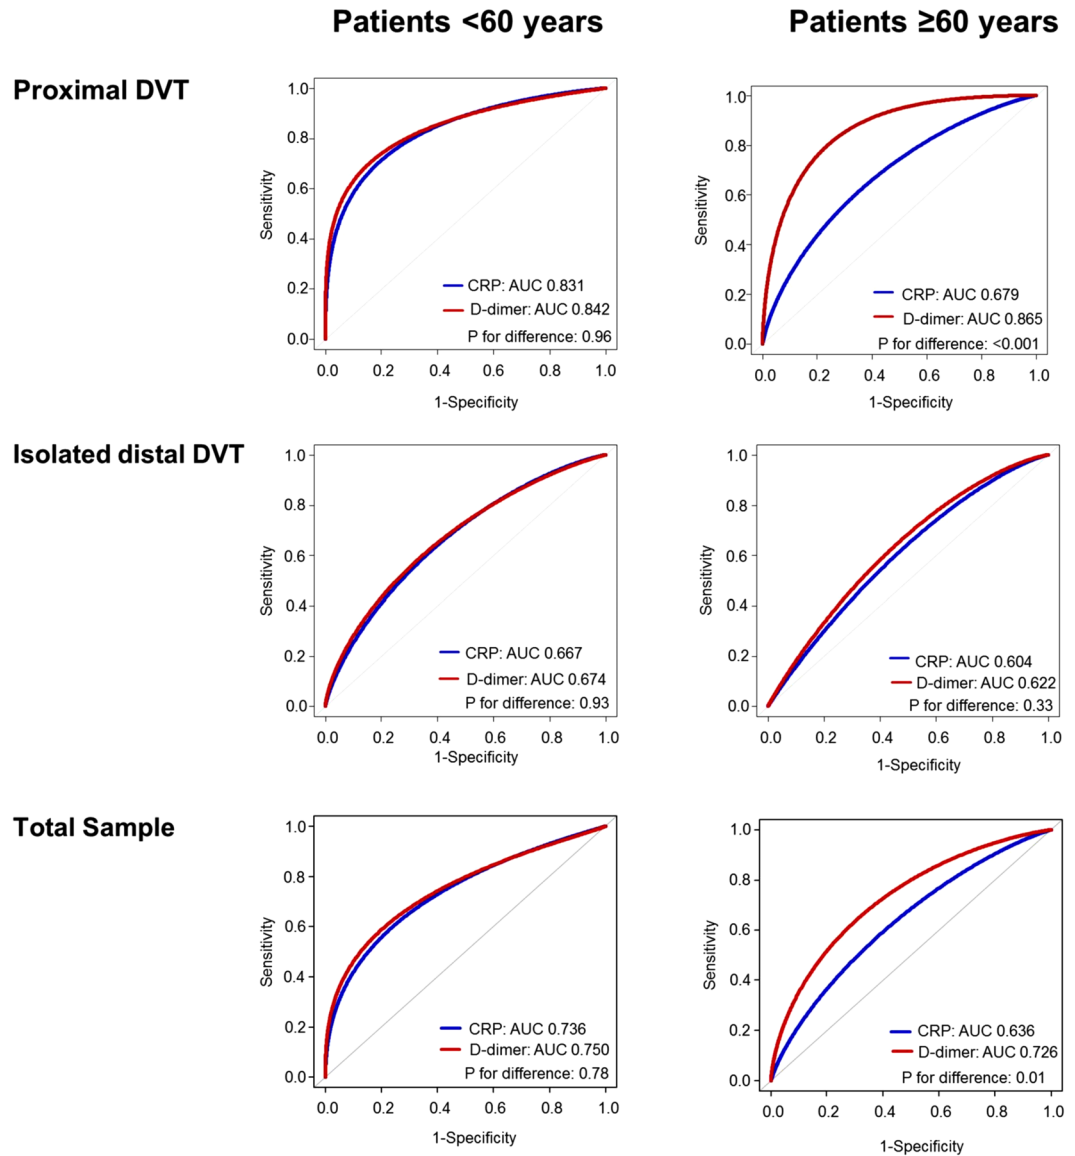 Patients <60 years
Patients ≥60 years
Proximal DVT
1.0
0.8
0.6
0.4
0.2
0.0
Sensitivity
CRP: AUC 0.831
D-dimer: AUC 0.842
P for difference: 0.96
0.0 0.2 0.4 0.6 0.8 1.0
1-Specificity
1.0
0.8
0.6
0.4
0.2
0.0
Sensitivity
CRP: AUC 0.679
D-dimer: AUC 0.865
P for difference: <0.001
0.0 0.2 0.4 0.6 0.8 1.0
1-Specificity
Isolated distal DVT
1.0
0.8
0.6
0.4
0.2
0.0
Sensitivity
CRP: AUC 0.667
D-dimer: AUC 0.674
P for difference: 0.93
0.0 0.2 0.4 0.6 0.8 1.0
1-Specificity
1.0
0.8
0.6
0.4
0.2
0.0
Sensitivity
CRP: AUC 0.604
D-dimer: AUC 0.622
P for difference: 0.33
0.0 0.2 0.4 0.6 0.8 1.0
1-Specificity
Total Sample
1.0
0.8
0.6
0.4
0.2
0.0
Sensitivity
CRP: AUC 0.736
D-dimer: AUC 0.750
P for difference: 0.78
0.0 0.2 0.4 0.6 0.8 1.0
1-Specificity
1.0
0.8
0.6
0.4
0.2
0.0
Sensitivity
CRP: AUC 0.636
D-dimer: AUC 0.726
P for difference: 0.01
0.0 0.2 0.4 0.6 0.8 1.0
1-Specificity